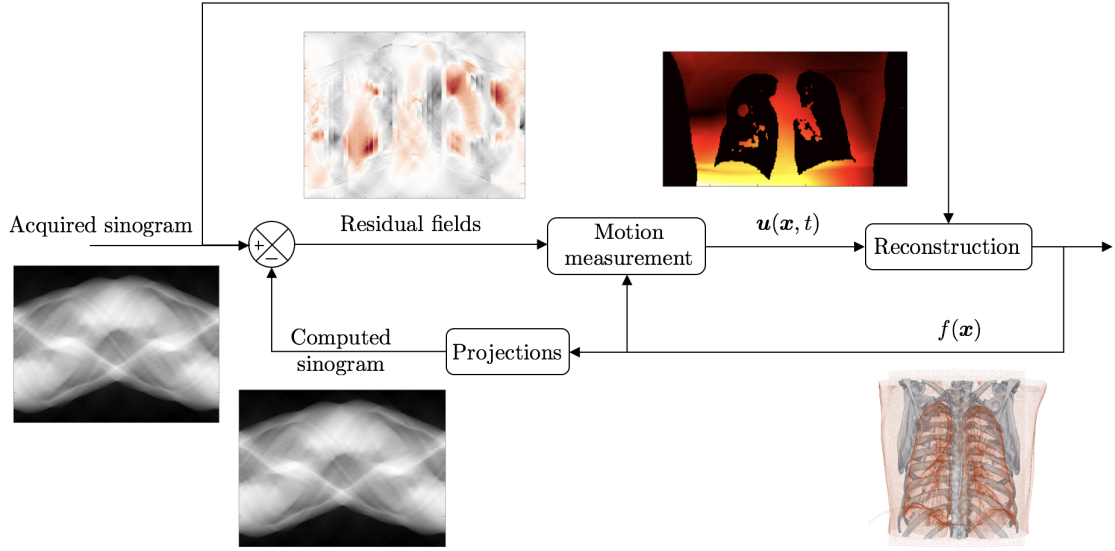 Acquired sinogram
+
−
Residual fields
Motion
measurement
u(x, t)
Reconstruction
Computed
sinogram
Projections
f(x)